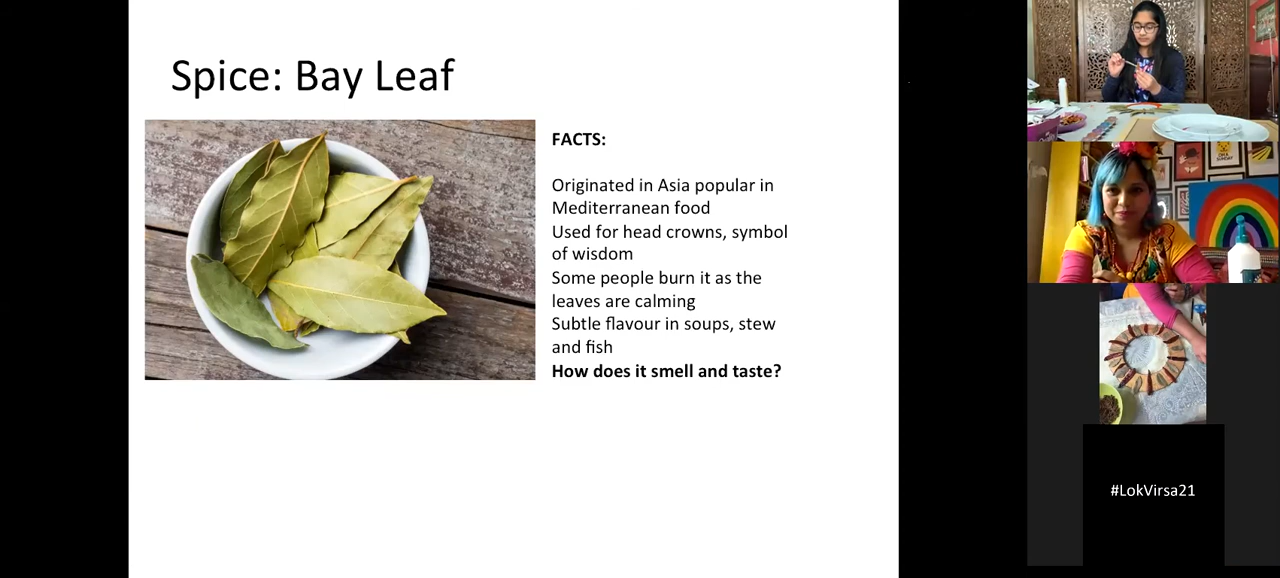 Spice: Bay Leaf
FACTS:
Originated in Asia popular in
Mediterranean food
Used for head crowns, symbol
of wisdom
Some people burn it as the
leaves are calming
Subtle flavour in soups, stew
and fish
How does it smell and taste?
#LokVirsa21